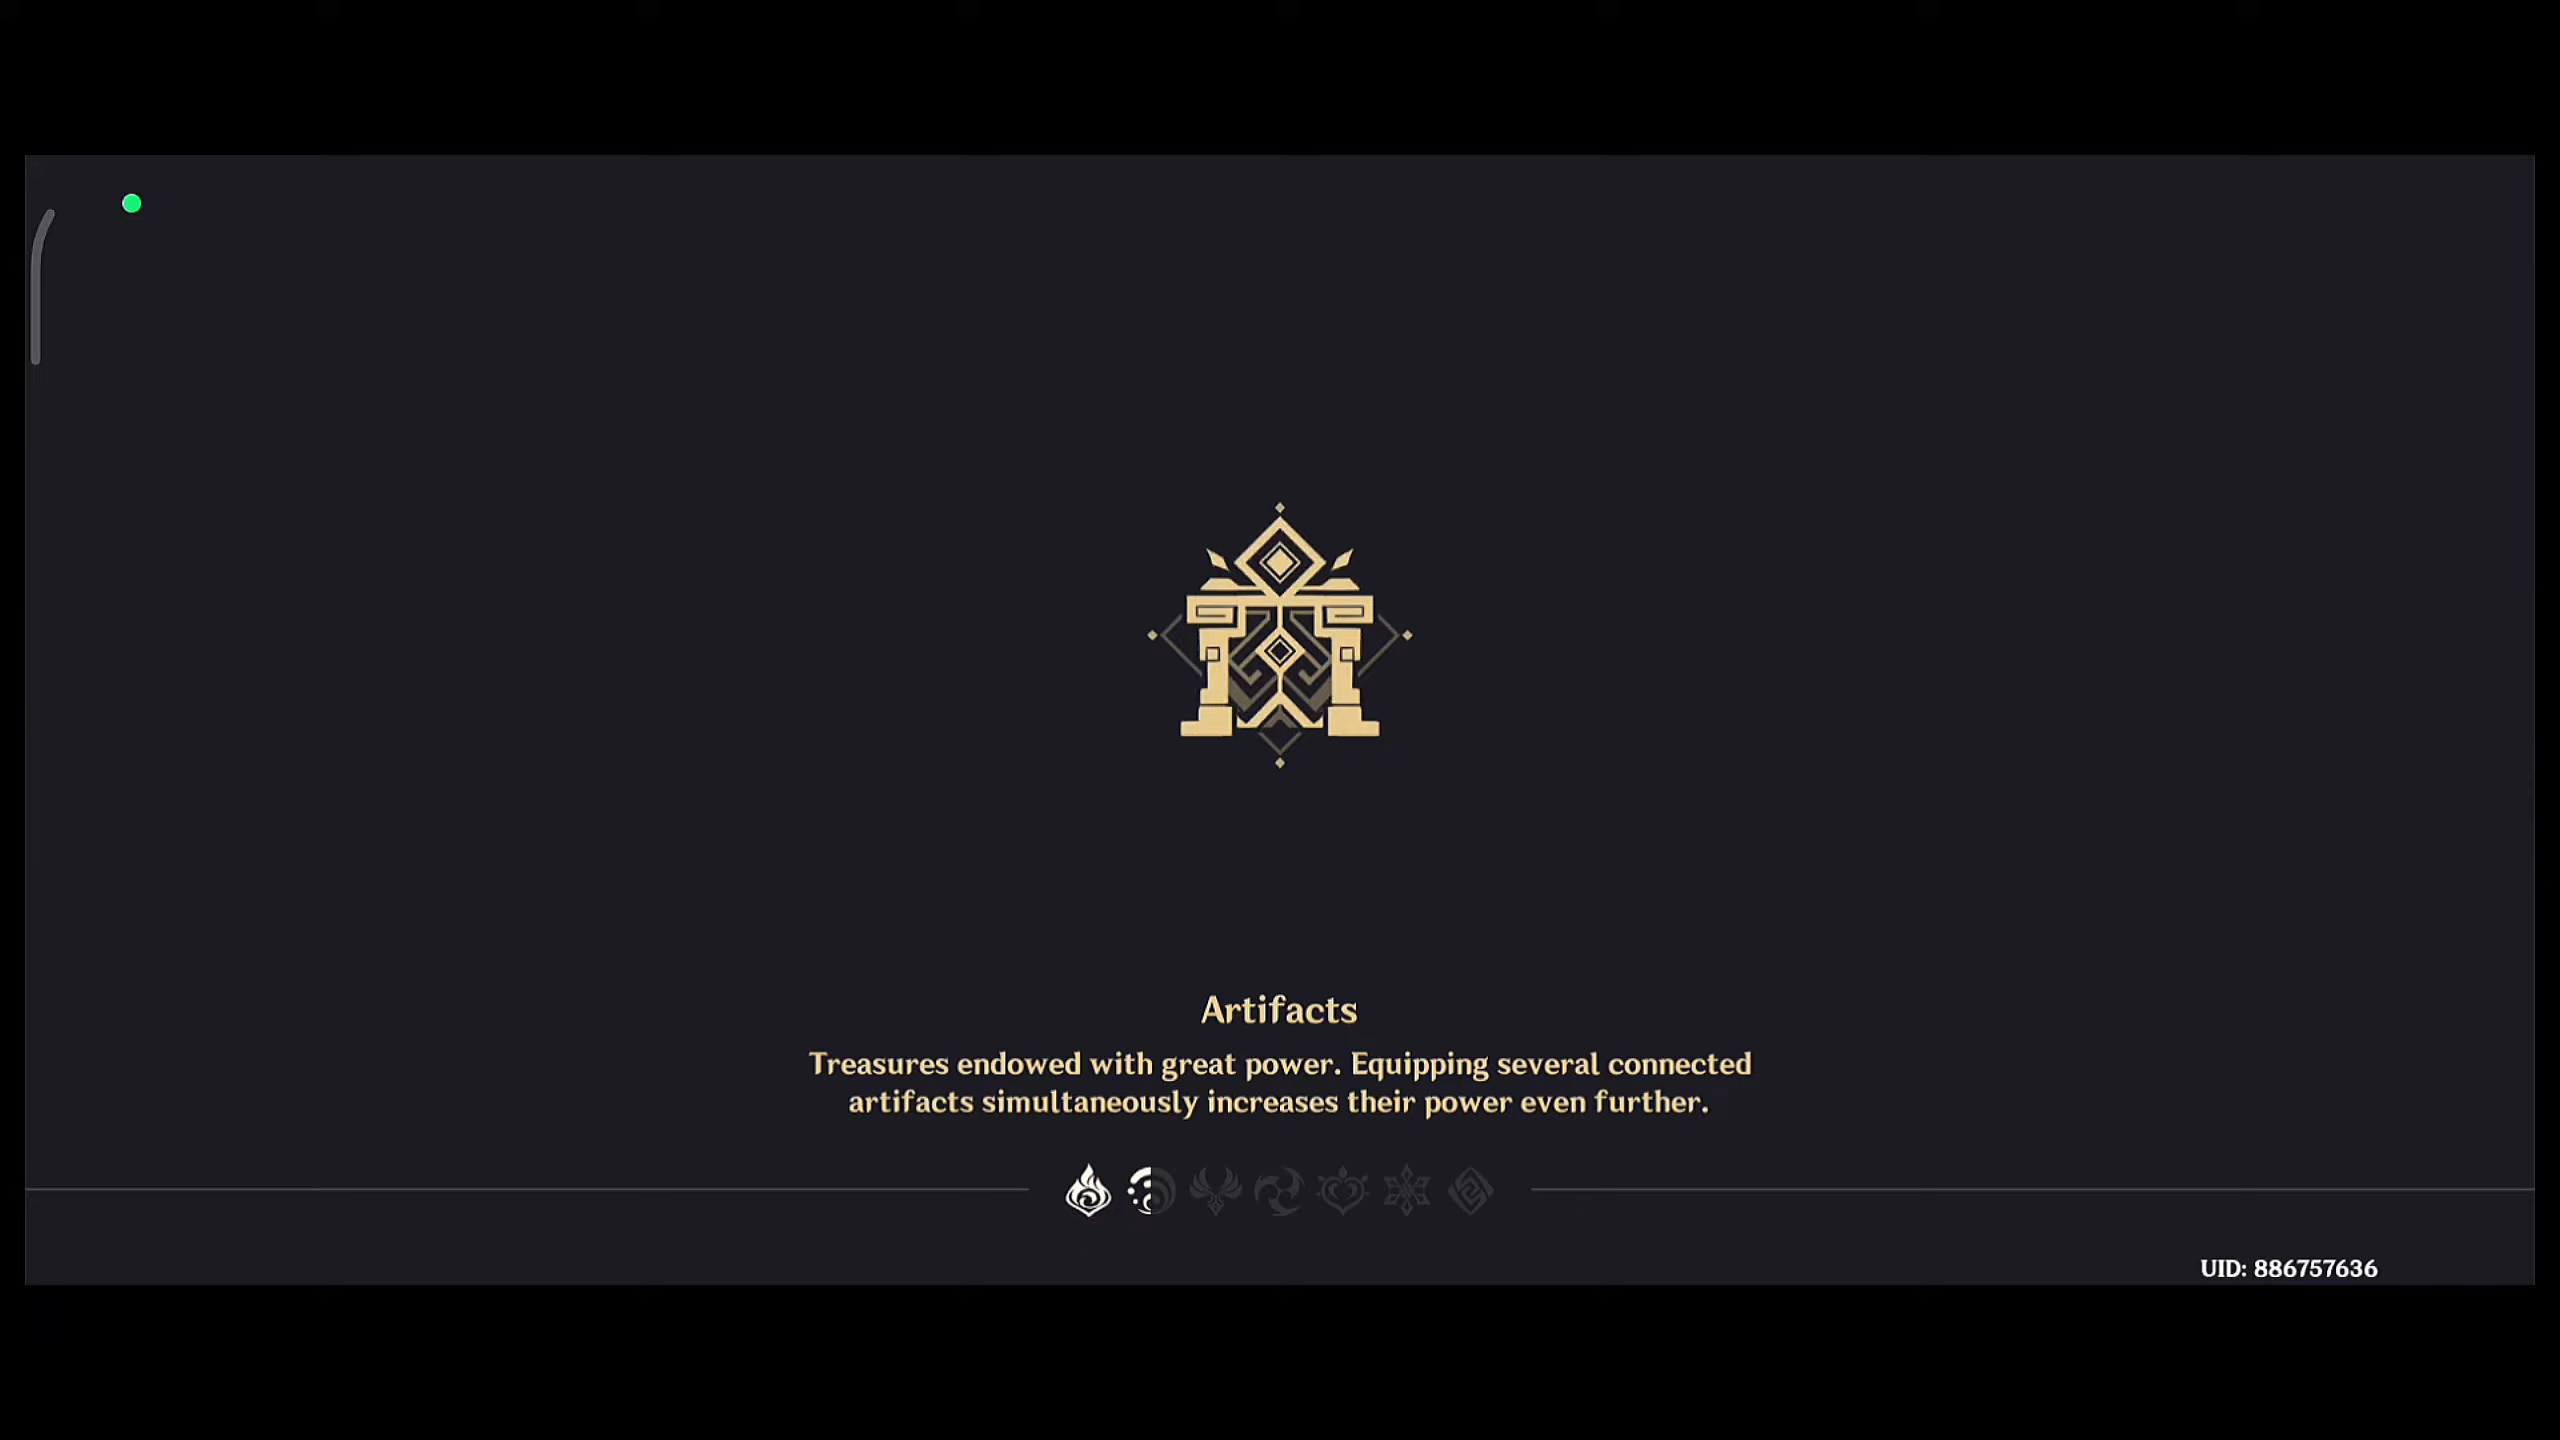 Artifacts
Treasures endowed with great power. Equipping several connected
artifacts simultaneously increases their power even further.
UID: 886757636